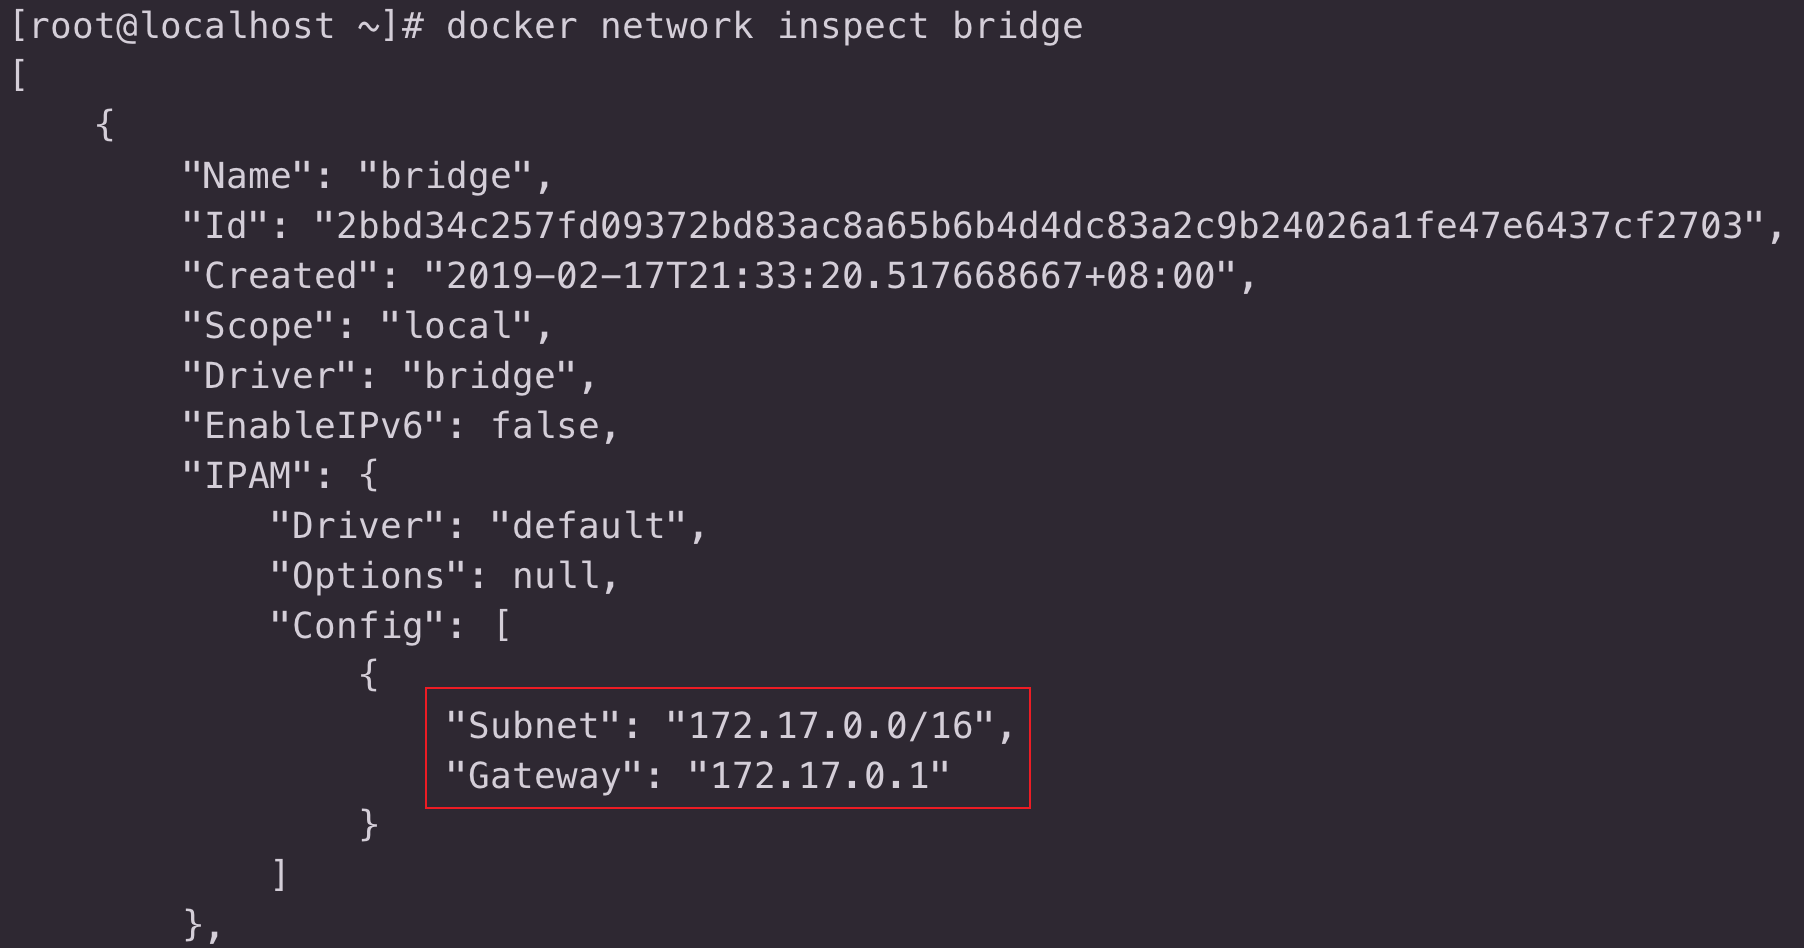 [root@localhost ~]# docker network inspect bridge
[
    {
        "Name": "bridge",
        "Id": "2bbd34c257fd09372bd83ac8a65b6b4d4dc83a2c9b24026a1fe47e6437cf2703",
        "Created": "2019-02-17T21:33:20.517668667+08:00",
        "Scope": "local",
        "Driver": "bridge",
        "EnableIPv6": false,
        "IPAM": {
            "Driver": "default",
            "Options": null,
            "Config": [
                {
                    "Subnet": "172.17.0.0/16",
                    "Gateway": "172.17.0.1"
                }
            ]
        },